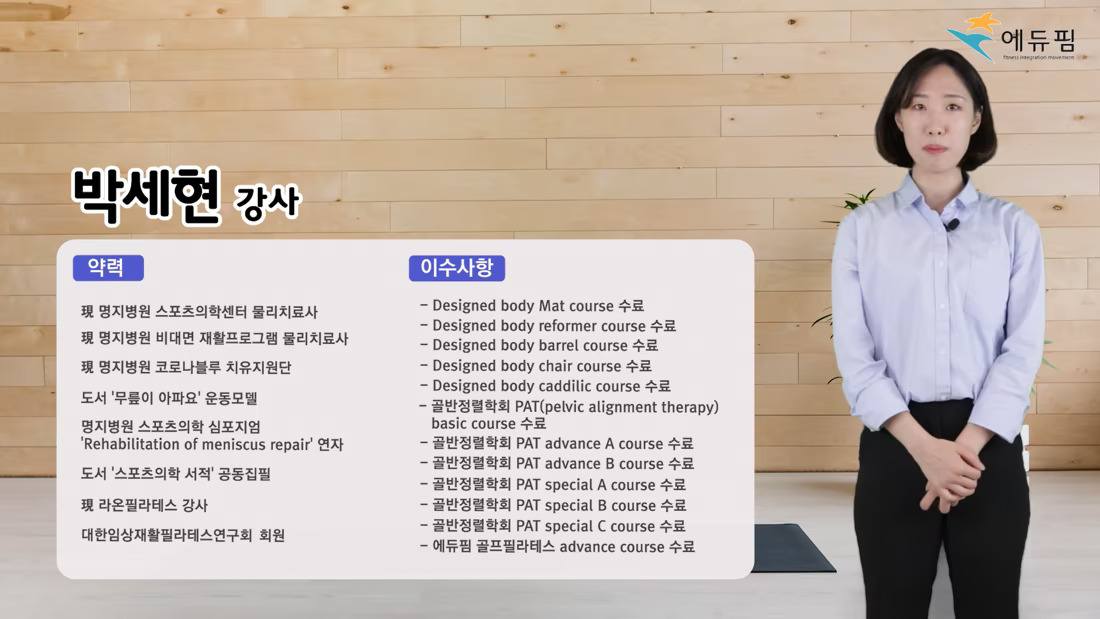 에듀핌
fitness integration movement
박세현 강사
약력
現 명지병원 스포츠의학센터 물리치료사
現 명지병원 비대면 재활프로그램 물리치료사
現 명지병원 코로나블루 치유지원단
도서 '무릎이 아파요' 운동모델
명지병원 스포츠의학 심포지엄
'Rehabilitation of meniscus repair' 연자
도서 '스포츠의학 서적' 공동집필
現 라온필라테스 강사
대한임상재활필라테스연구회 회원
이수사항
- Designed body Mat course 수료
- Designed body reformer course 수료
- Designed body barrel course 수료
- Designed body chair course 수료
- Designed body caddilic course 수료
- 골반정렬학회 PAT(pelvic alignment therapy)
basic course 수료
- 골반정렬학회 PAT advance A course 수료
- 골반정렬학회 PAT advance B course 수료
- 골반정렬학회 PAT special A course 수료
- 골반정렬학회 PAT special B course 수료
- 골반정렬학회 PAT special C course 수료
- 에듀핌 골프필라테스 advance course 수료